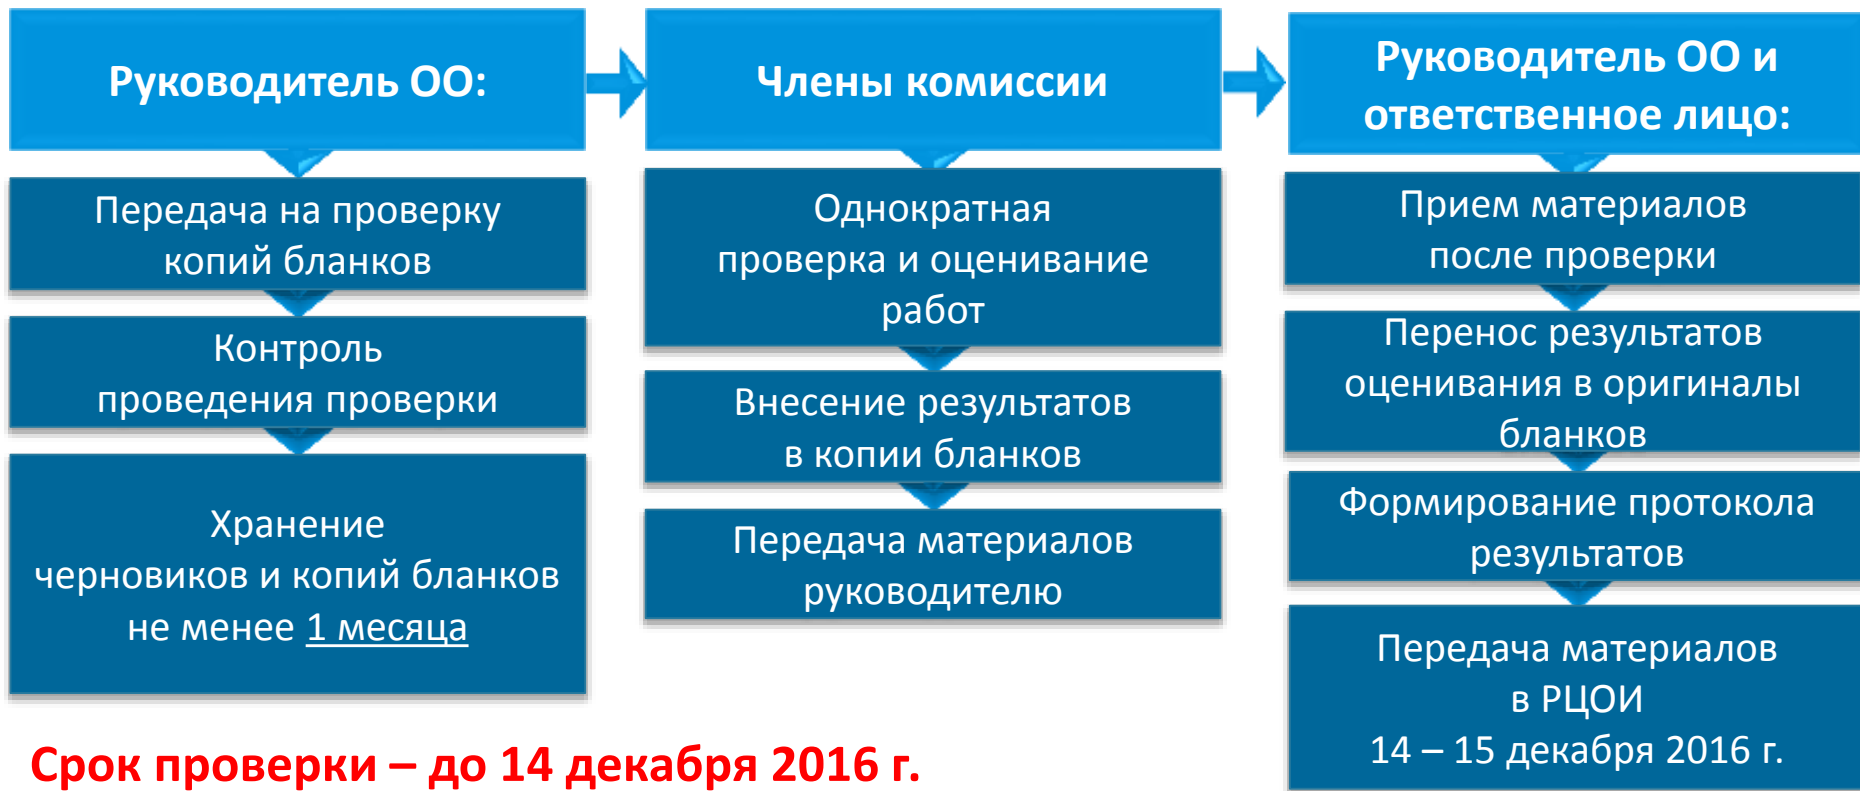 Руководитель ОО:
Передача на проверку
копий бланков
Контроль
проведения проверки
Хранение
черновиков и копий бланков
не менее 1 месяца
Члены комиссии
Однократная
проверка и оценивание
работ
Внесение результатов
в копии бланков
Передача материалов
руководителю
Руководитель ОО и
ответственное лицо:
Прием материалов
после проверки
Перенос результатов
оценивания в оригиналы
бланков
Формирование протокола
результатов
Передача материалов
в РЦОИ
14 – 15 декабря 2016 г.
Срок проверки – до 14 декабря 2016 г.